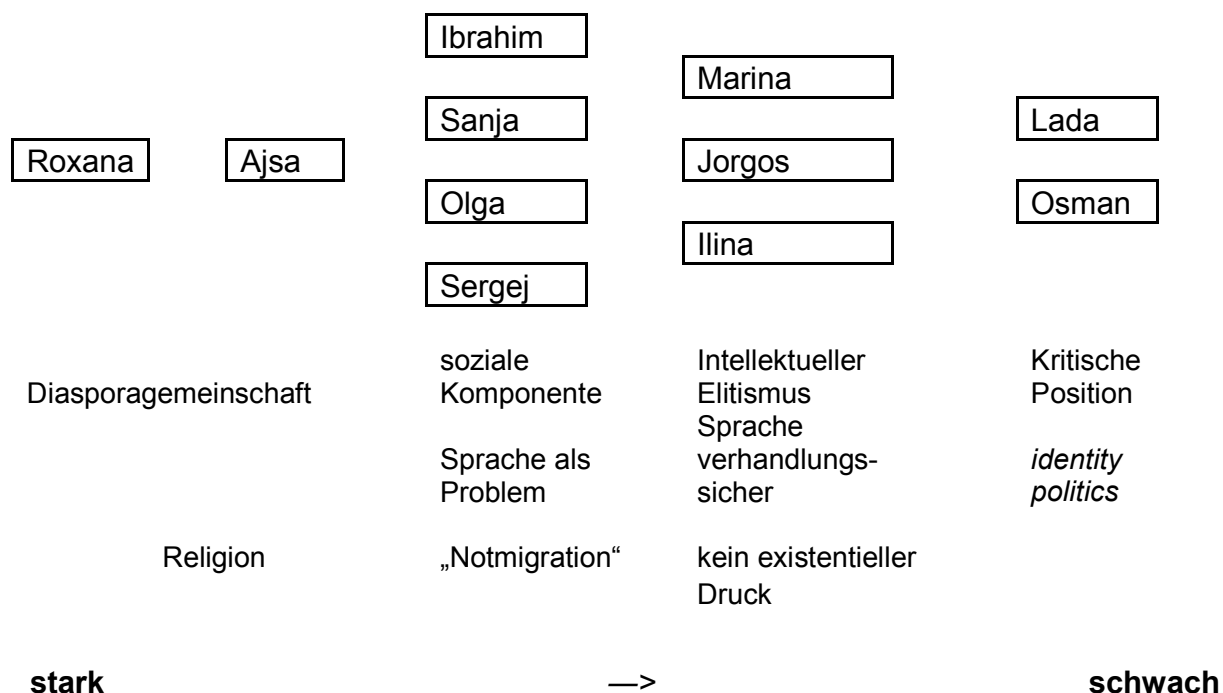 Ibrahim
Marina
Sanja
Lada
Roxana
Ajsa
Jorgos
Olga
Osman
Ilina
Sergej
Diasporagemeinschaft
Religion
soziale
Komponente
Sprache als
Problem
„Notmigration“
Intellektueller
Elitismus
Sprache
verhandlungs-
sicher
kein existentieller
Druck
Kritische
Position
identity
politics
stark —> schwach